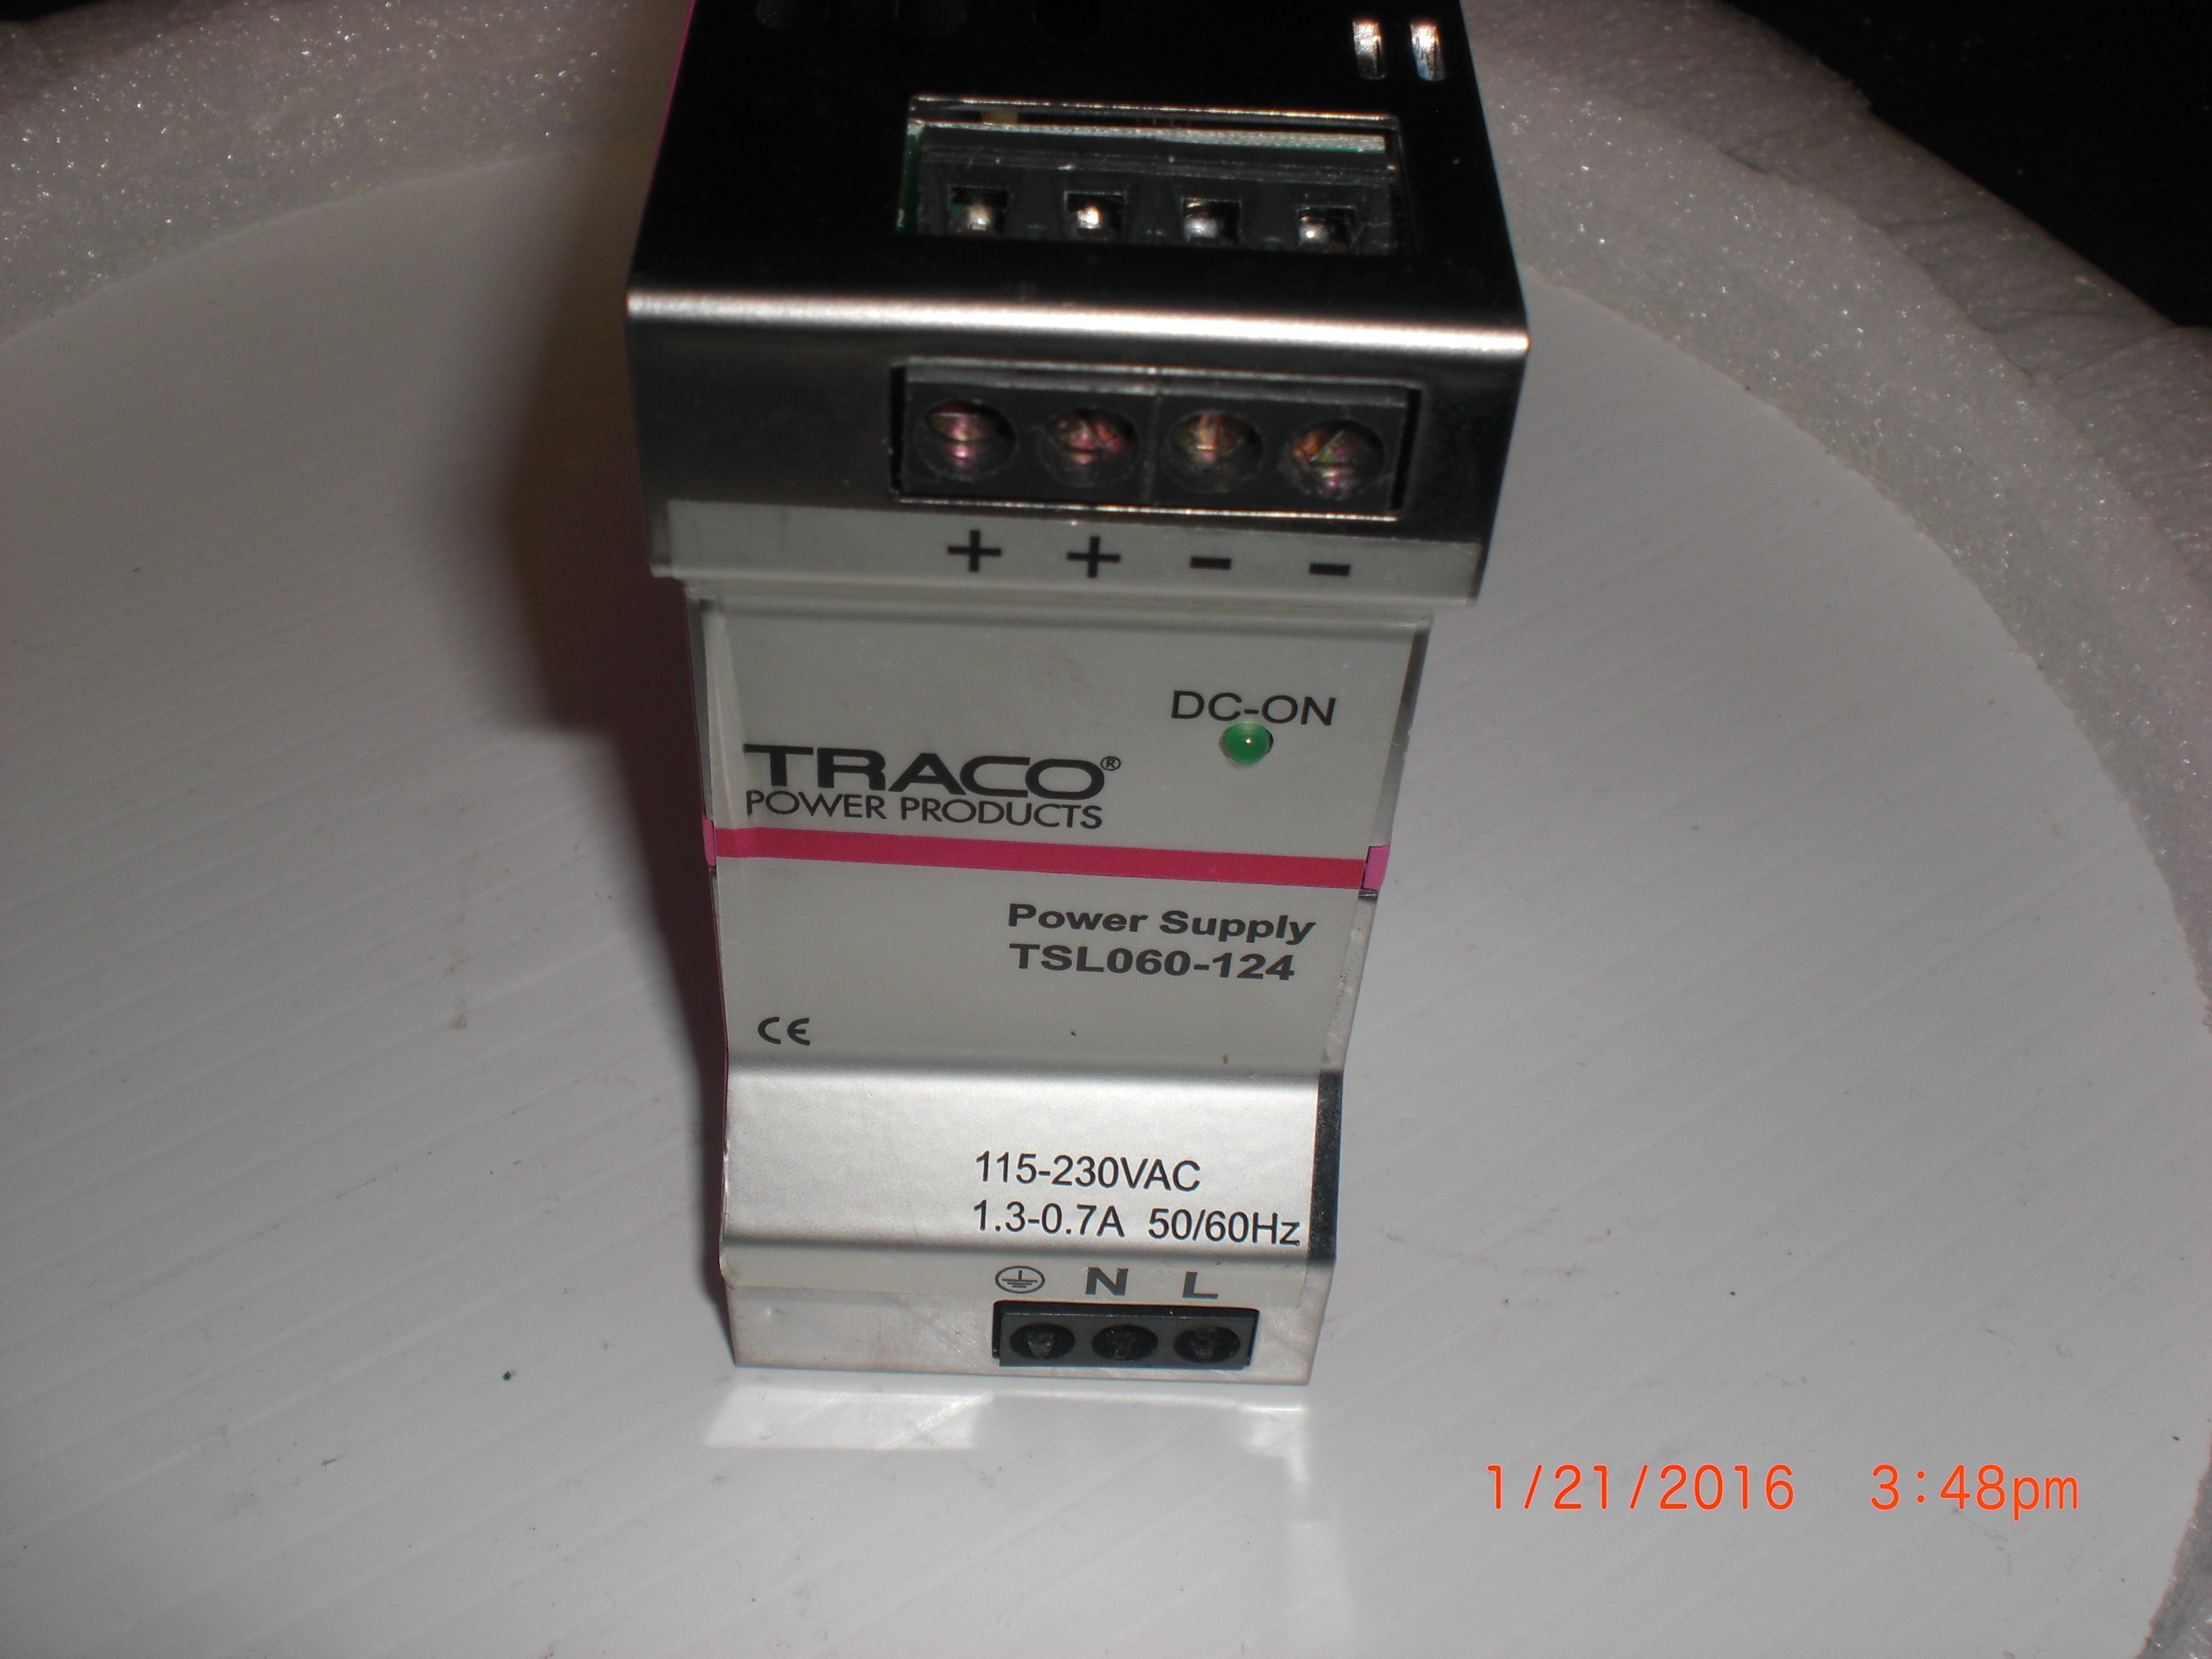 + + - -
DC-ON
TRACO®
POWER PRODUCTS
Power Supply
TSL060-124
CE
115-230VAC
1.3-0.7A 50/60Hz
N L
1/21/2016 3:48pm